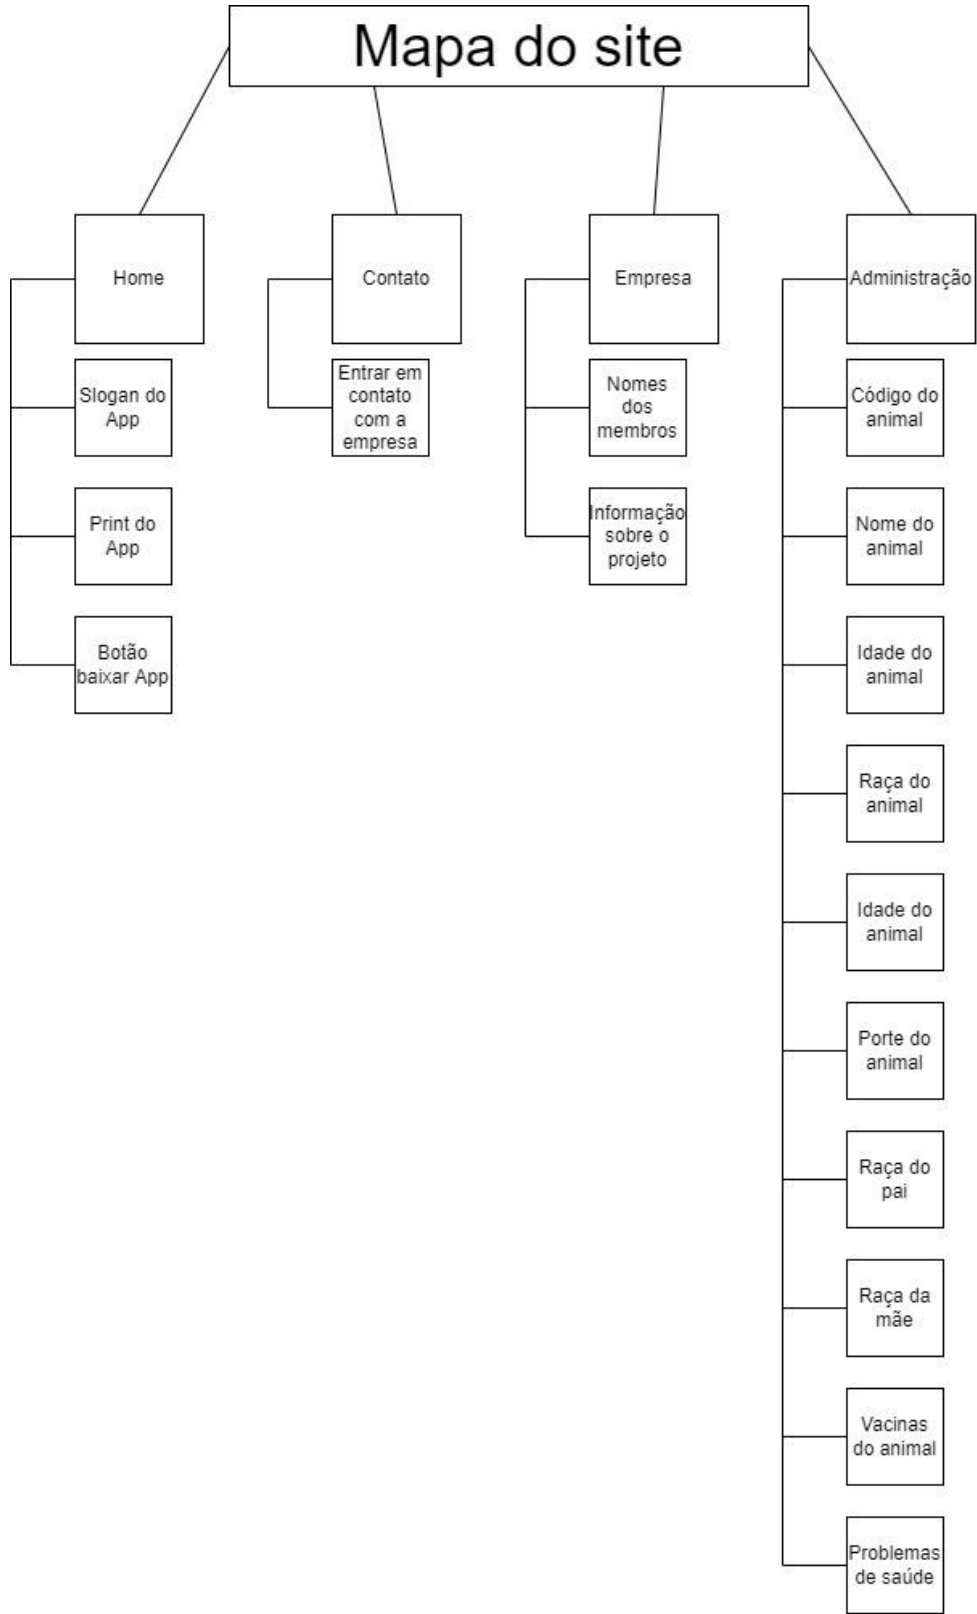 Mapa do site
Home
Slogan do
App
Print do
App
Botão
baixar App
Contato
Entrar em
contato
com a
empresa
Empresa
Nomes
dos
membros
Informação
sobre o
projeto
Administração
Código do
animal
Nome do
animal
Idade do
animal
Raça do
animal
Idade do
animal
Porte do
animal
Raça do
pai
Raça da
mãe
Vacinas
do animal
Problemas
de saúde